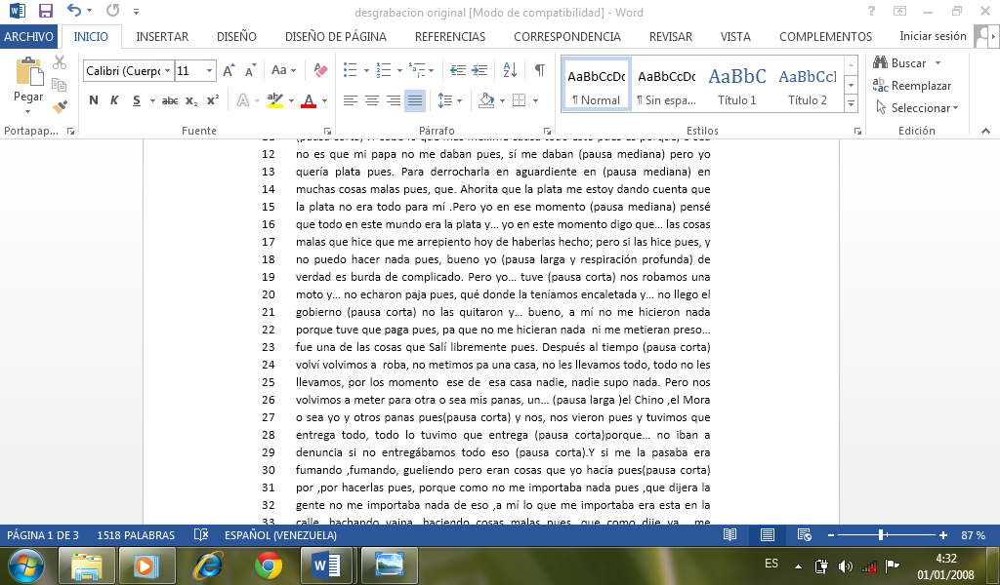 desgrabacion original [Modo de compatibilidad] - Word
ARCHIVO INICIO INSERTAR DISEÑO DISEÑO DE PÁGINA REFERENCIAS CORRESPONDENCIA REVISAR VISTA COMPLEMENTOS Iniciar sesión
Pegar
Calibri (Cuerpo 11
AaBbCcDc AaBbCcDc AaBbC AaBbCcI
¶ Normal ¶ Sin espa... Título 1 Título 2
Buscar
Reemplazar
Seleccionar
Portapap... Fuente Párrafo Estilos Edición
12 no es que mi papa no me daban pues, sí me daban (pausa mediana) pero yo
13 quería plata pues. Para derrocharla en aguardiente en (pausa mediana) en
14 muchas cosas malas pues, que. Ahorita que la plata me estoy dando cuenta que
15 la plata no era todo para mí .Pero yo en ese momento (pausa mediana) pensé
16 que todo en este mundo era la plata y... yo en este momento digo que... las cosas
17 malas que hice que me arrepiento hoy de haberlas hecho; pero si las hice pues, y
18 no puedo hacer nada pues, bueno yo (pausa larga y respiración profunda) de
19 verdad es burda de complicado. Pero yo... tuve (pausa corta) nos robamos una
20 moto y... no echaron paja pues, qué donde la teníamos encaletada y... no llego el
21 gobierno (pausa corta) no las quitaron y... bueno, a mí no me hicieron nada
22 porque tuve que paga pues, pa que no me hicieran nada ni me metieran preso...
23 fue una de las cosas que Salí libremente pues. Después al tiempo (pausa corta)
24 volví volvimos a roba, no metimos pa una casa, no les llevamos todo, todo no les
25 llevamos, por los momento ese de esa casa nadie, nadie supo nada. Pero nos
26 volvimos a meter para otra o sea mis panas, un... (pausa larga )el Chino ,el Mora
27 o sea yo y otros panas pues(pausa corta) y nos, nos vieron pues y tuvimos que
28 entrega todo, todo lo tuvimo que entrega (pausa corta)porque... no iban a
29 denuncia si no entregábamos todo eso (pausa corta).Y si me la pasaba era
30 fumando ,fumando, gueliendo pero eran cosas que yo hacía pues(pausa corta)
31 por ,por hacerlas pues, porque como no me importaba nada pues ,que dijera la
32 gente no me importaba nada de eso ,a mí lo que me importaba era esta en la
33 calle, hachando vaina, haciendo cosas malas pues, que como dije ya, me
PÁGINA 1 DE 3 1518 PALABRAS ESPAÑOL (VENEZUELA) 87 %
ES 4:32
01/01/2008